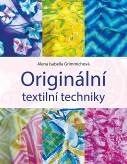 Alena Isabella Grimmichová
Originální
textilní techniky